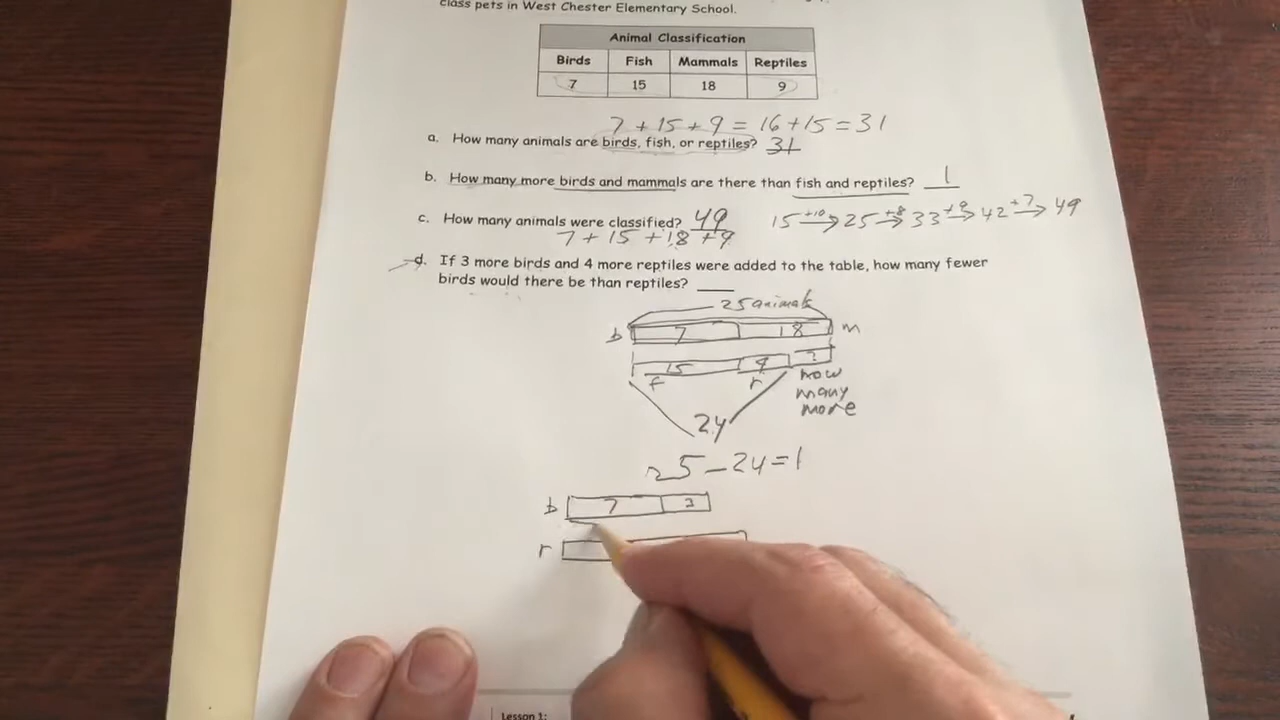 class pets in West Chester Elementary School.
Animal Classification
Birds Fish Mammals Reptiles
7 15 18 9
7 + 15 + 9 = 16 + 15 = 31
a. How many animals are birds, fish, or reptiles? 31
b. How many more birds and mammals are there than fish and reptiles? 1
c. How many animals were classified? 49
15 +10 → 25 +8 → 33 +9 → 42 +7 → 49
7 + 15 + 18 + 9
d. If 3 more birds and 4 more reptiles were added to the table, how many fewer
birds would there be than reptiles?
25 animals
b 7 18 m
15 9 ?
f r how
many
more
24
25 - 24 = 1
b 7 3
r
Lesson 1: